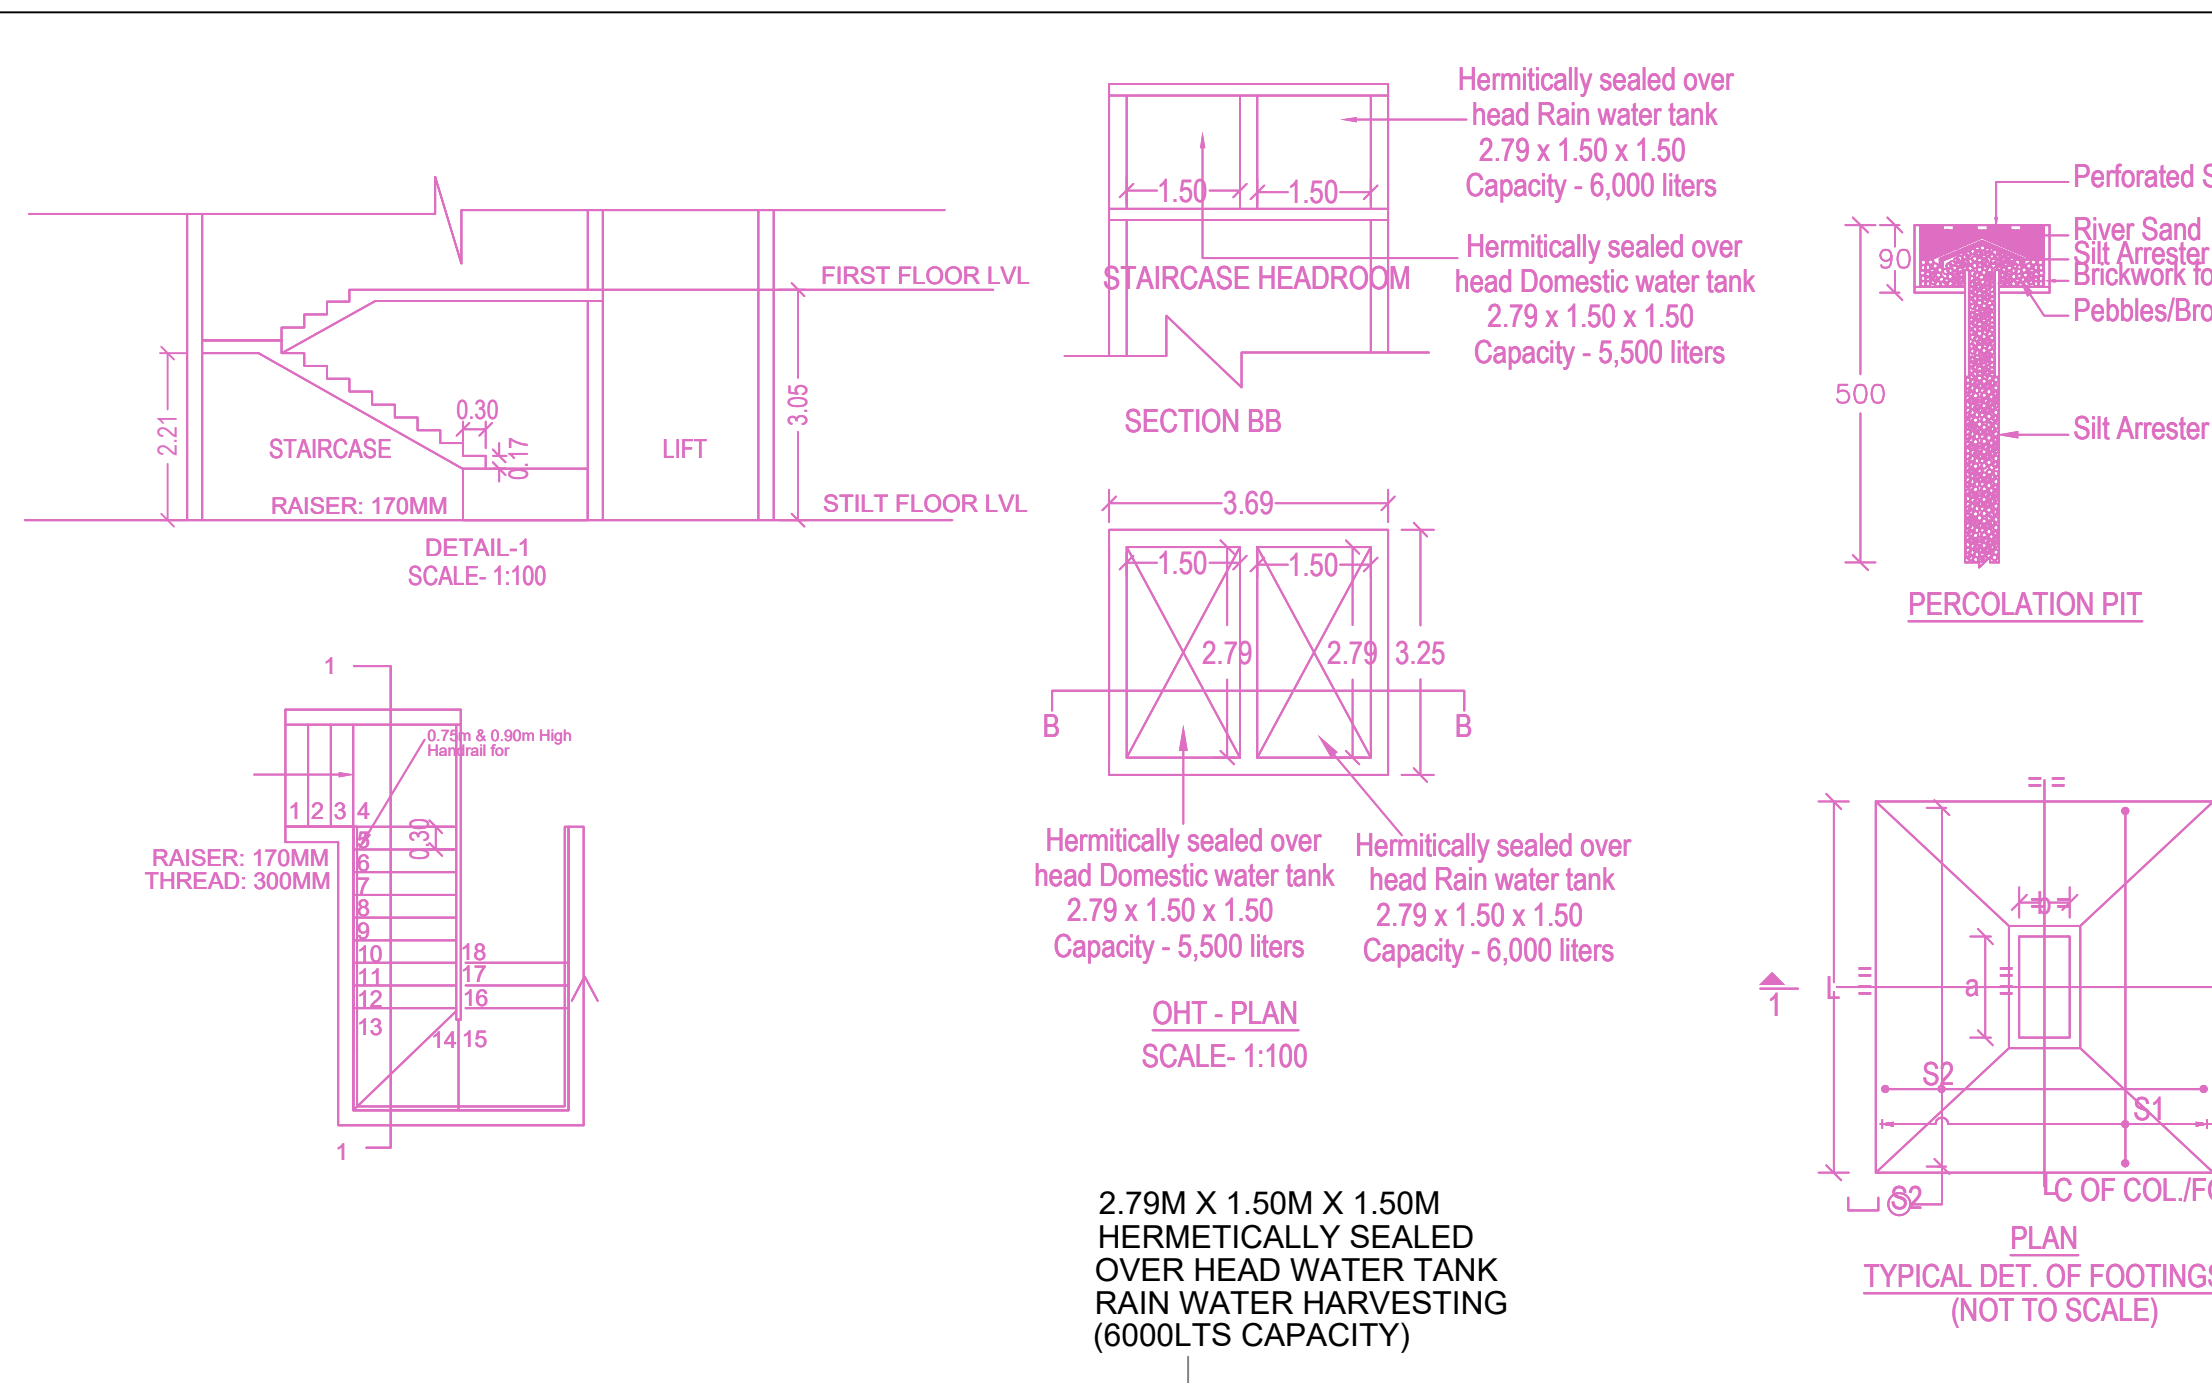 FIRST FLOOR LVL
2.21
0.30
0.17
3.05
STAIRCASE
LIFT
RAISER: 170MM
STILT FLOOR LVL
DETAIL-1
SCALE- 1:100
1
0.75m & 0.90m High
Handrail for
1
2
3
4
5
6
7
8
9
10
11
12
13
14
15
16
17
18
0.30
RAISER: 170MM
THREAD: 300MM
1
Hermitically sealed over
head Rain water tank
2.79 x 1.50 x 1.50
Capacity - 6,000 liters
1.50
1.50
Hermitically sealed over
head Domestic water tank
2.79 x 1.50 x 1.50
Capacity - 5,500 liters
STAIRCASE HEADROOM
SECTION BB
3.69
1.50
1.50
2.79
2.79
3.25
B
B
Hermitically sealed over
head Domestic water tank
2.79 x 1.50 x 1.50
Capacity - 5,500 liters
Hermitically sealed over
head Rain water tank
2.79 x 1.50 x 1.50
Capacity - 6,000 liters
OHT - PLAN
SCALE- 1:100
2.79M X 1.50M X 1.50M
HERMETICALLY SEALED
OVER HEAD WATER TANK
RAIN WATER HARVESTING
(6000LTS CAPACITY)
Perforated S
River Sand
Silt Arrester
Brickwork fo
Pebbles/Bro
90
500
Silt Arrester
PERCOLATION PIT
= =
b
a
L
1
S2
S1
S2
C OF COL./FO
PLAN
TYPICAL DET. OF FOOTINGS
(NOT TO SCALE)